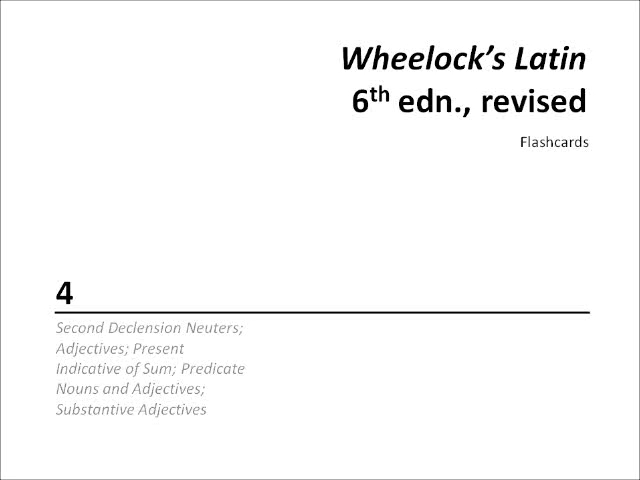 Wheelock’s Latin
6th edn., revised
Flashcards
4
Second Declension Neuters;
Adjectives; Present
Indicative of Sum; Predicate
Nouns and Adjectives;
Substantive Adjectives